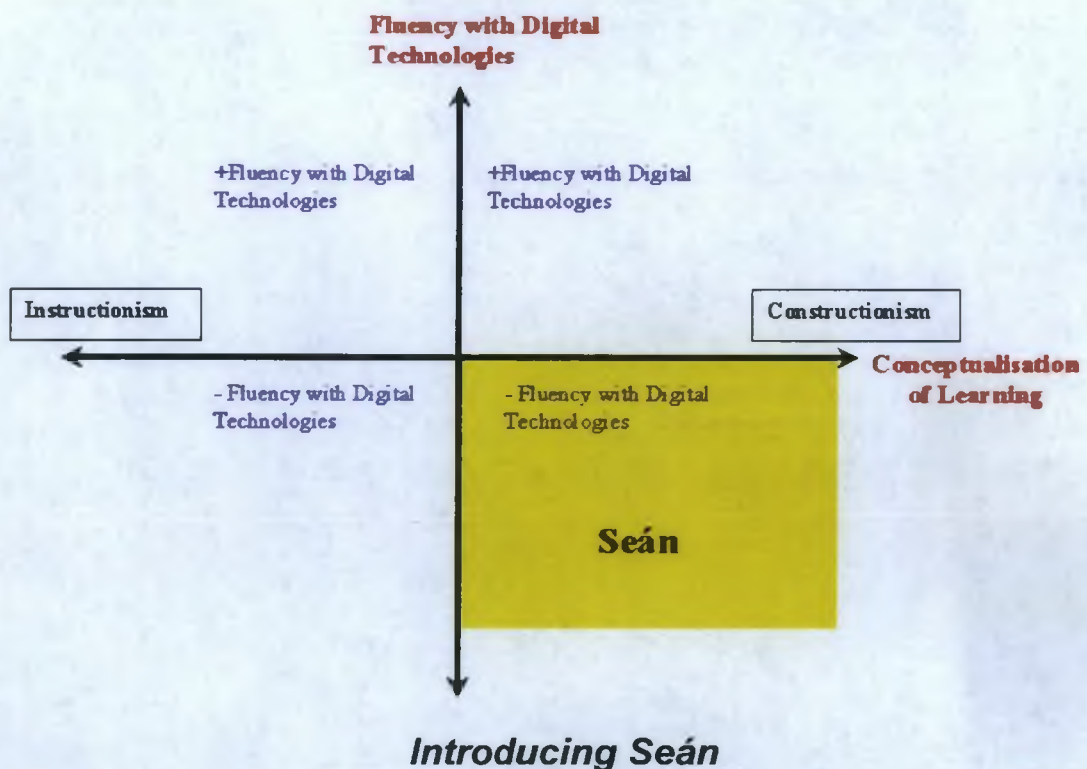 Fluency with Digital
Technologies
+Fluency with Digital
Technologies
+Fluency with Digital
Technologies
Instructionism
Constructionism
Conceptualisation
of Learning
- Fluency with Digital
Technologies
- Fluency with Digital
Technologies
Seán
Introducing Seán